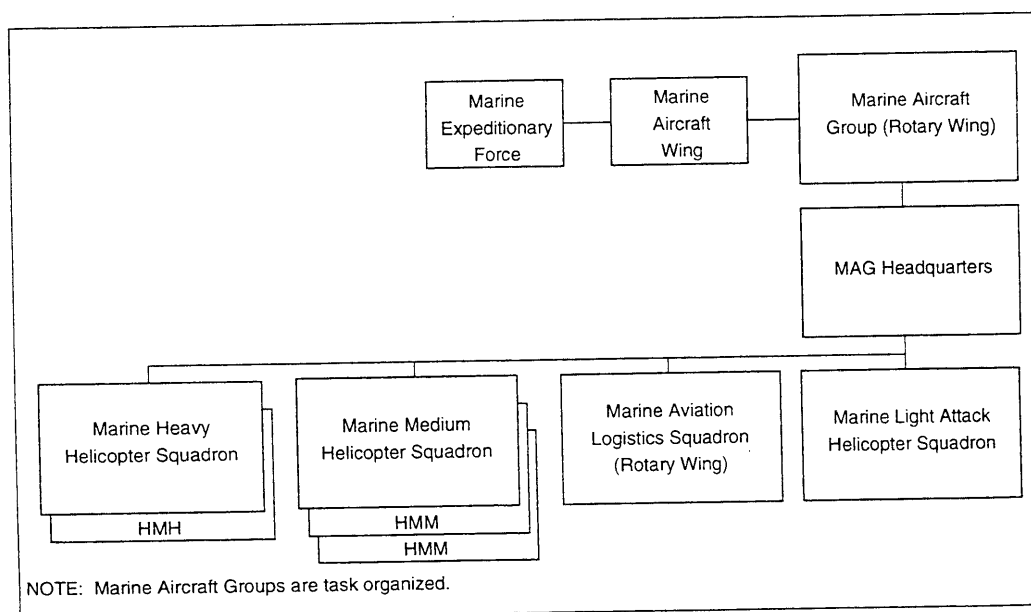 Marine
Expeditionary
Force
Marine
Aircraft
Wing
Marine Aircraft
Group (Rotary Wing)
MAG Headquarters
Marine Heavy
Helicopter Squadron
HMH
Marine Medium
Helicopter Squadron
HMM
HMM
Marine Aviation
Logistics Squadron
(Rotary Wing)
Marine Light Attack
Helicopter Squadron
NOTE: Marine Aircraft Groups are task organized.